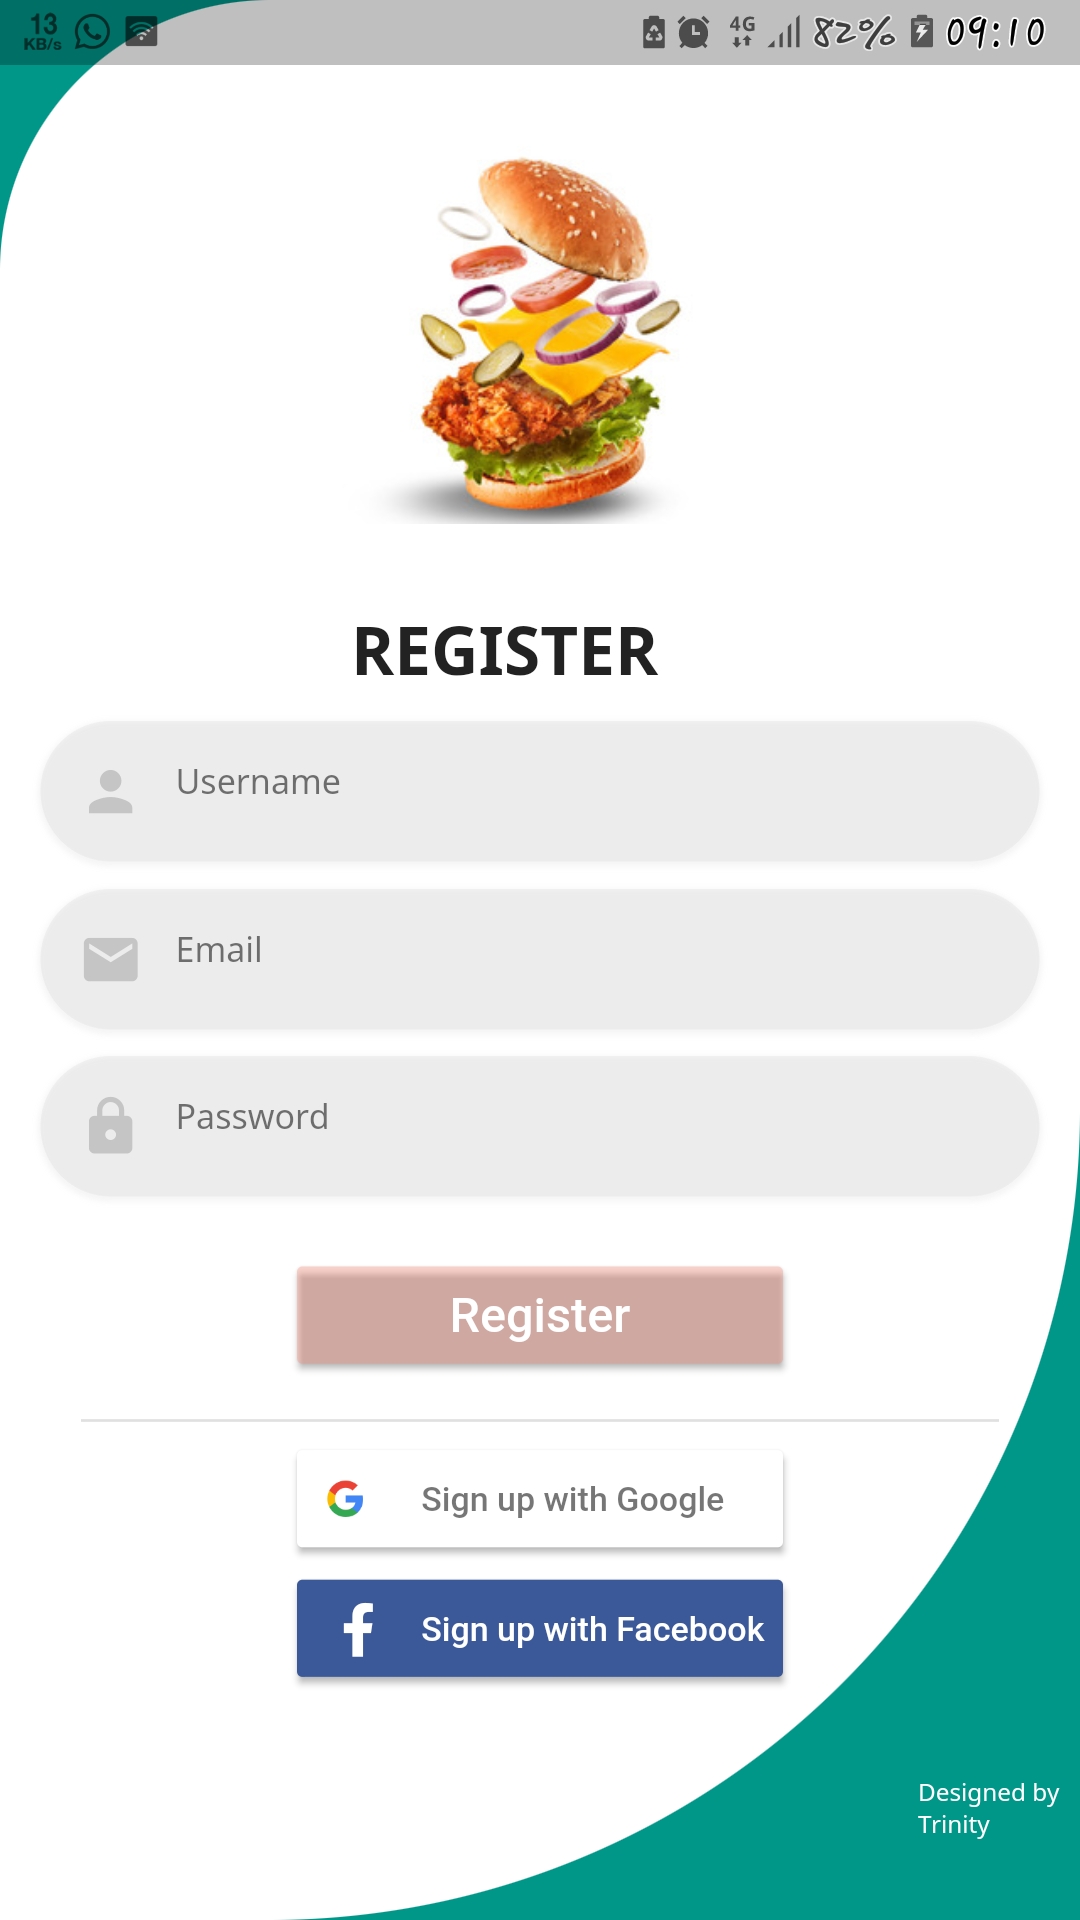 13
KB/s
4G
82%
09:10
REGISTER
Username
Email
Password
Register
Sign up with Google
Sign up with Facebook
Designed by
Trinity